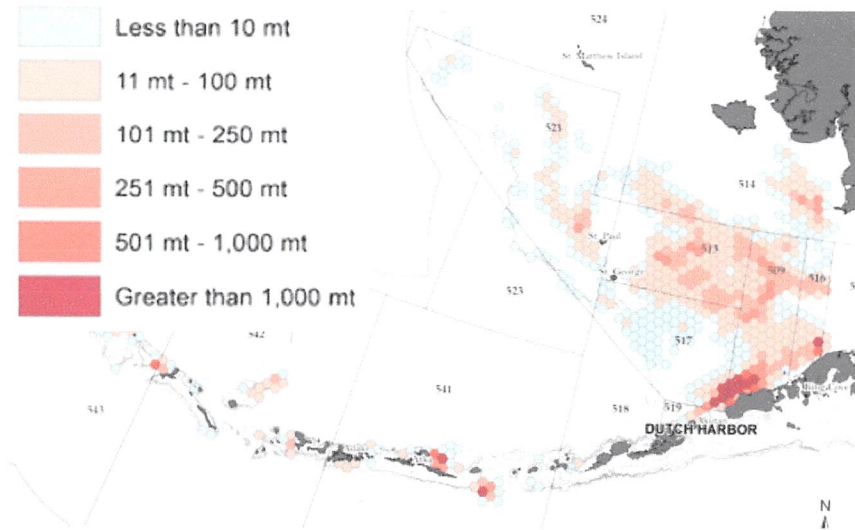 Less than 10 mt
11 mt - 100 mt
101 mt - 250 mt
251 mt - 500 mt
501 mt - 1,000 mt
Greater than 1,000 mt
524
St. Matthew Island
521
514
St. Paul
513
509
516
St. George
523
517
542
541
543
518
519
DUTCH HARBOR
N